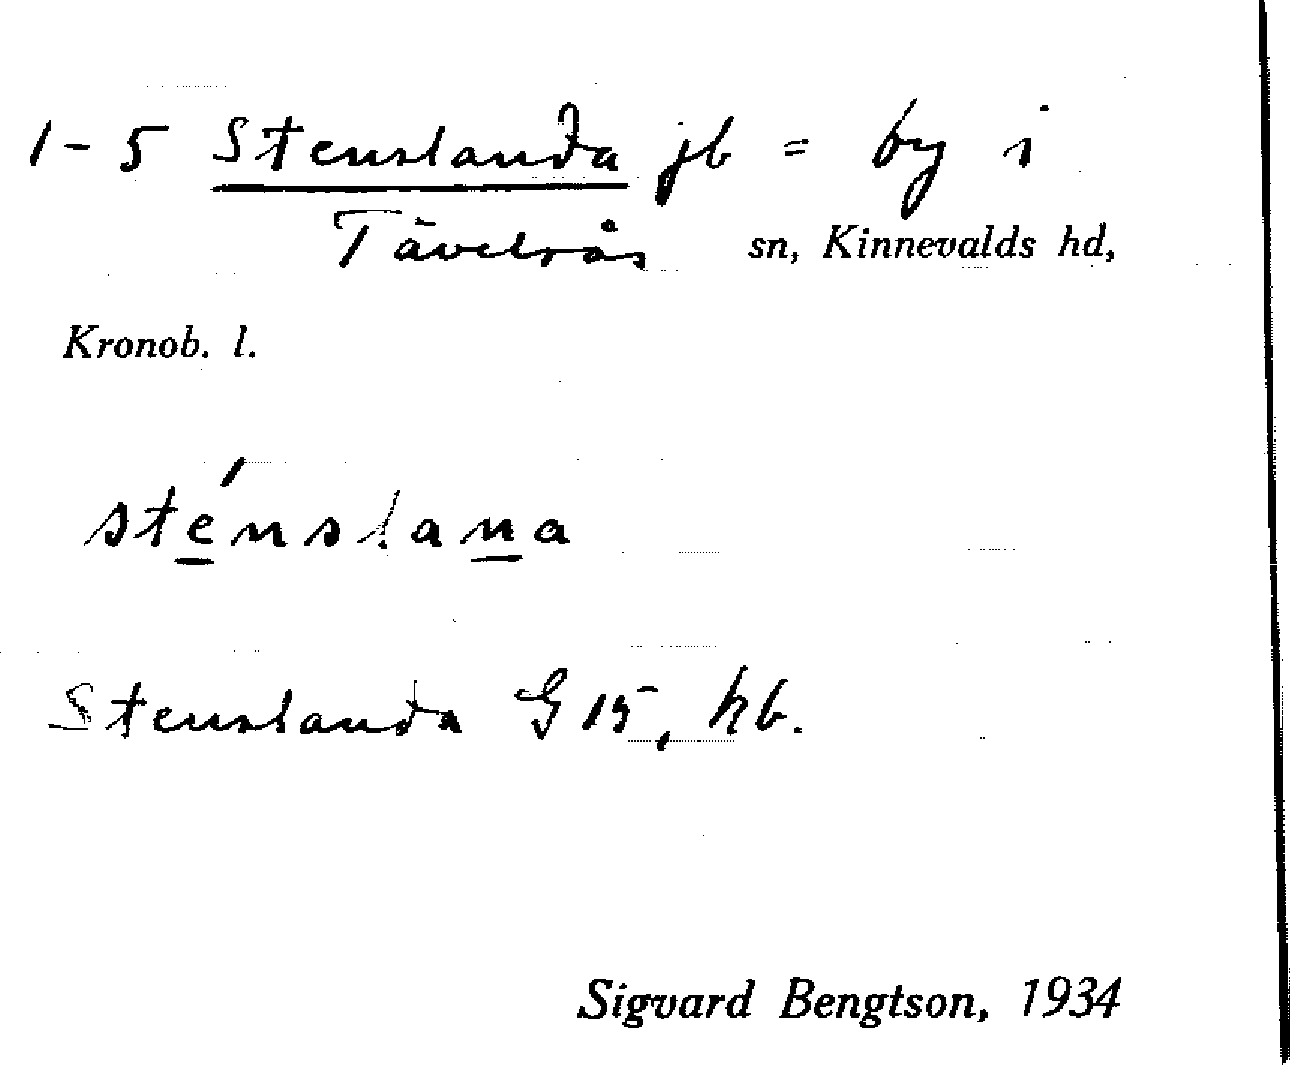 1-5 Stenslanda jb = by i
Tävelsås sn, Kinnevalds hd,
Kronob. l.
sténslana
Stenslanda G 15, hb.
Sigvard Bengtson, 1934